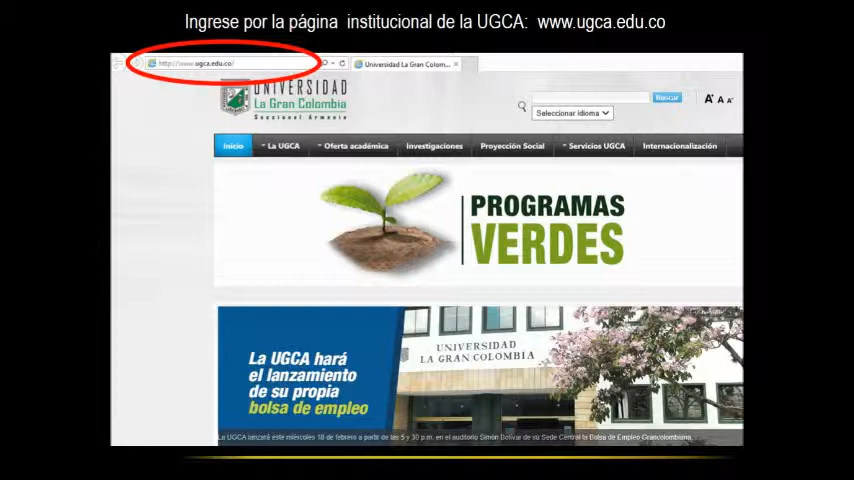 Ingrese por la página institucional de la UGCA: www.ugca.edu.co
http://www.ugca.edu.co/
Universidad La Gran Colom...
UNIVERSIDAD
La Gran Colombia
Seccional Armenia
Buscar
A+ A A-
Seleccionar idioma
Inicio
La UGCA
Oferta académica
Investigaciones
Proyección Social
Servicios UGCA
Internacionalización
PROGRAMAS
VERDES
UNIVERSIDAD
LA GRAN COLOMBIA
La UGCA hará
el lanzamiento
de su propia
bolsa de empleo
La UGCA lanzará este miércoles 18 de febrero a partir de las 5 y 30 p.m. en el auditorio Simón Bolívar de su Sede Central la Bolsa de Empleo Grancolombiana.